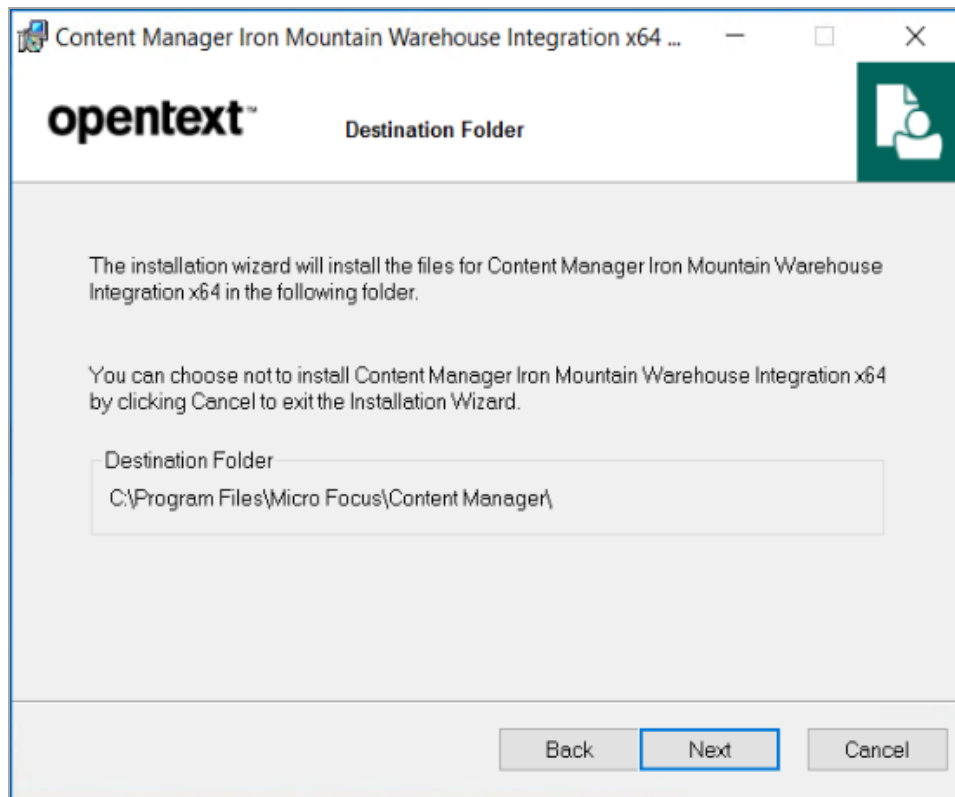 Content Manager Iron Mountain Warehouse Integration x64 ...
opentext™
Destination Folder
The installation wizard will install the files for Content Manager Iron Mountain Warehouse
Integration x64 in the following folder.
You can choose not to install Content Manager Iron Mountain Warehouse Integration x64
by clicking Cancel to exit the Installation Wizard.
Destination Folder
C:\Program Files\Micro Focus\Content Manager\
Back Next Cancel